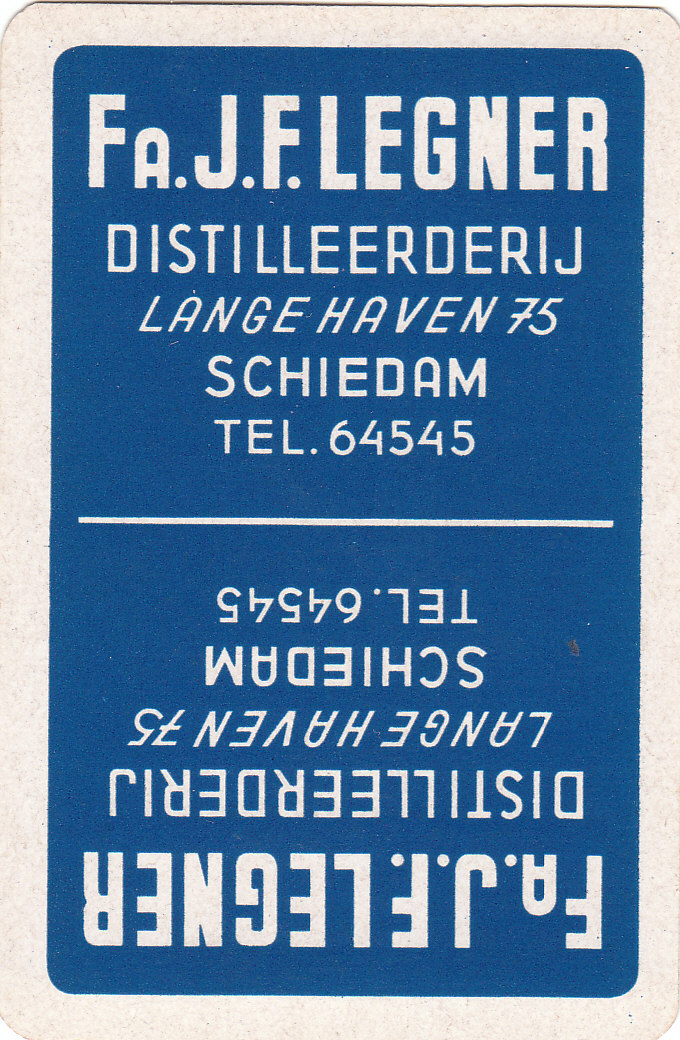 FA. J. F. LEGNER
DISTILLEERDERIJ
LANGE HAVEN 75
SCHIEDAM
TEL. 64545
FA. J. F. LEGNER
DISTILLEERDERIJ
LANGE HAVEN 75
SCHIEDAM
TEL. 64545